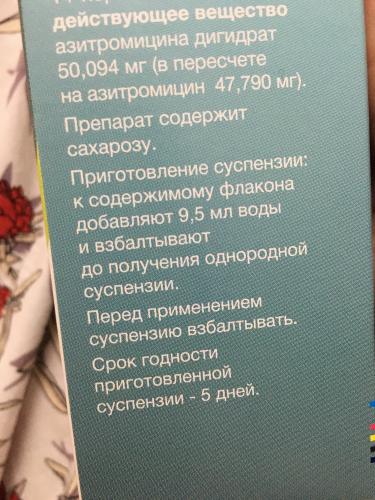 действующее вещество
азитромицина дигидрат
50,094 мг (в пересчете
на азитромицин 47,790 мг).
Препарат содержит
сахарозу.
Приготовление суспензии:
к содержимому флакона
добавляют 9,5 мл воды
и взбалтывают
до получения однородной
суспензии.
Перед применением
суспензию взбалтывать.
Срок годности
приготовленной
суспензии - 5 дней.